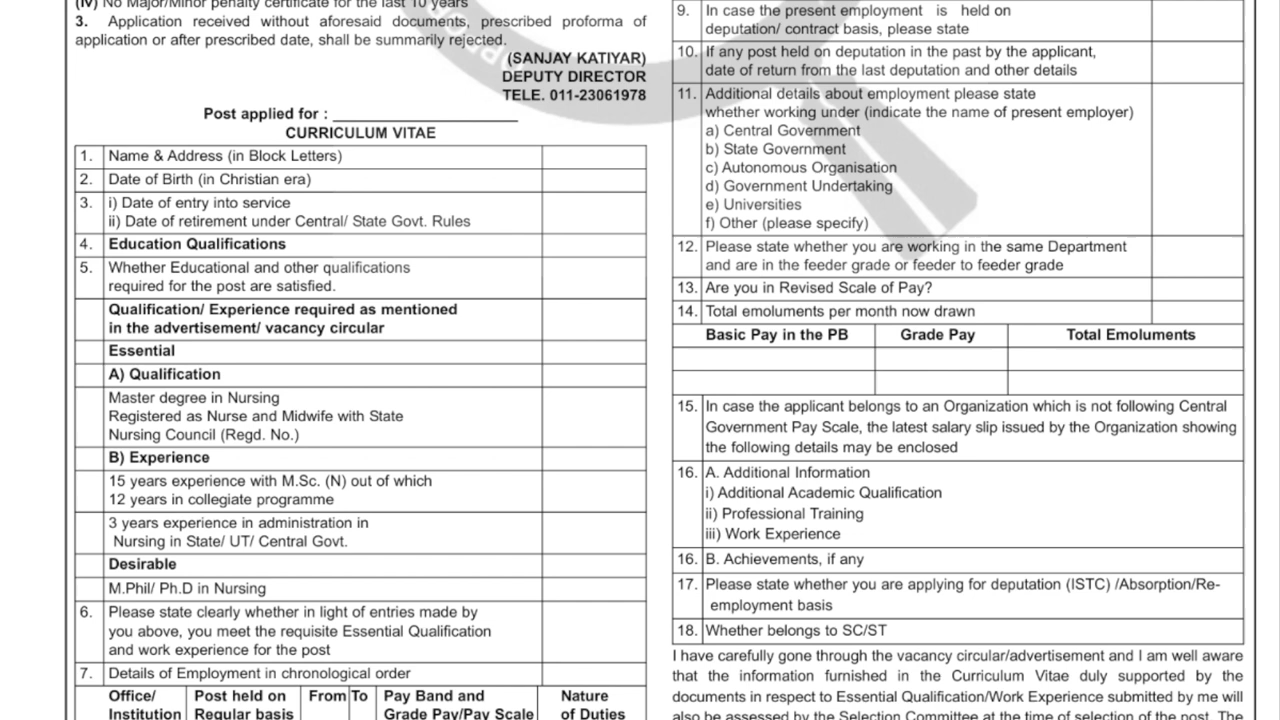 (iv) No Major/Minor penalty certificate for the last 10 years
3. Application received without aforesaid documents, prescribed proforma of
application or after prescribed date, shall be summarily rejected.
(SANJAY KATIYAR)
DEPUTY DIRECTOR
TELE. 011-23061978
Post applied for : ____________________
CURRICULUM VITAE
1. Name & Address (in Block Letters)
2. Date of Birth (in Christian era)
3. i) Date of entry into service
ii) Date of retirement under Central/ State Govt. Rules
4. Education Qualifications
5. Whether Educational and other qualifications
required for the post are satisfied.
Qualification/ Experience required as mentioned
in the advertisement/ vacancy circular
Essential
A) Qualification
Master degree in Nursing
Registered as Nurse and Midwife with State
Nursing Council (Regd. No.)
B) Experience
15 years experience with M.Sc. (N) out of which
12 years in collegiate programme
3 years experience in administration in
Nursing in State/ UT/ Central Govt.
Desirable
M.Phil/ Ph.D in Nursing
6. Please state clearly whether in light of entries made by
you above, you meet the requisite Essential Qualification
and work experience for the post
7. Details of Employment in chronological order
Office/ Post held on From To Pay Band and Nature
Institution Regular basis Grade Pay/Pay Scale of Duties
9. In case the present employment is held on
deputation/ contract basis, please state
10. If any post held on deputation in the past by the applicant,
date of return from the last deputation and other details
11. Additional details about employment please state
whether working under (indicate the name of present employer)
a) Central Government
b) State Government
c) Autonomous Organisation
d) Government Undertaking
e) Universities
f) Other (please specify)
12. Please state whether you are working in the same Department
and are in the feeder grade or feeder to feeder grade
13. Are you in Revised Scale of Pay?
14. Total emoluments per month now drawn
Basic Pay in the PB Grade Pay Total Emoluments
15. In case the applicant belongs to an Organization which is not following Central
Government Pay Scale, the latest salary slip issued by the Organization showing
the following details may be enclosed
16. A. Additional Information
i) Additional Academic Qualification
ii) Professional Training
iii) Work Experience
16. B. Achievements, if any
17. Please state whether you are applying for deputation (ISTC) /Absorption/Re-
employment basis
18. Whether belongs to SC/ST
I have carefully gone through the vacancy circular/advertisement and I am well aware
that the information furnished in the Curriculum Vitae duly supported by the
documents in respect to Essential Qualification/Work Experience submitted by me will
also be assessed by the Selection Committee at the time of selection of the post. The